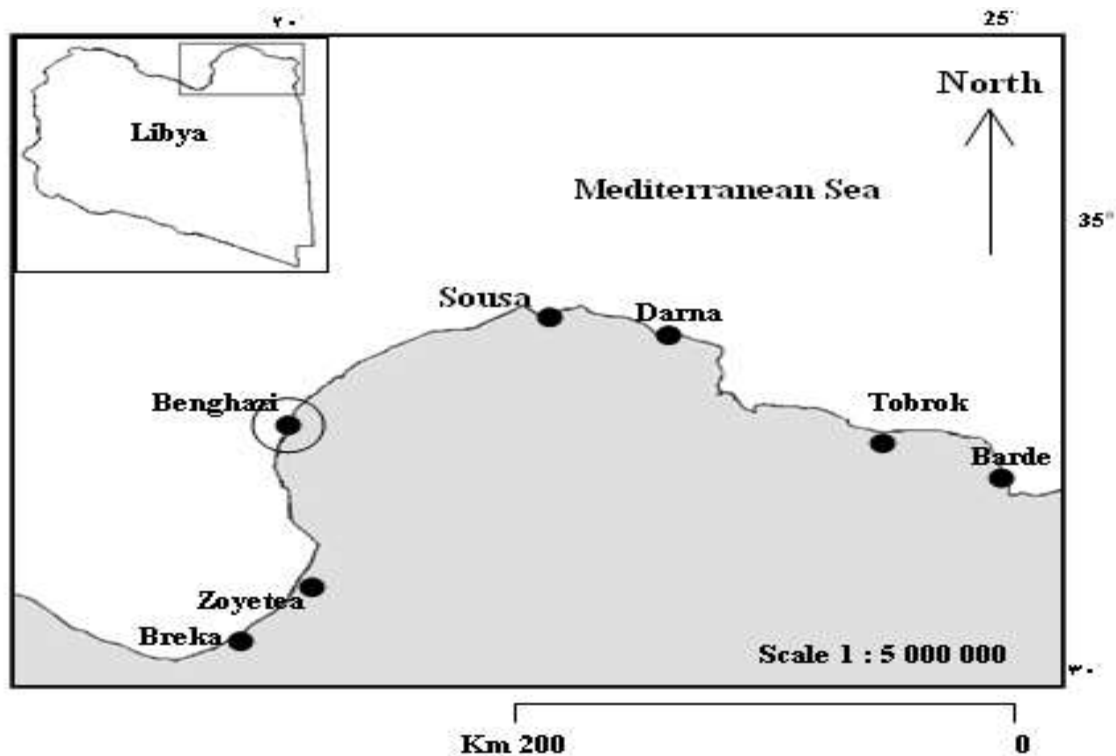 ٢٠ 25°
North
Libya
Mediterranean Sea
35°
Sousa
Darna
Benghazi
Tobrok
Barde
Zoyetea
Breka
Scale 1 : 5 000 000
٣٠
Km 200 0